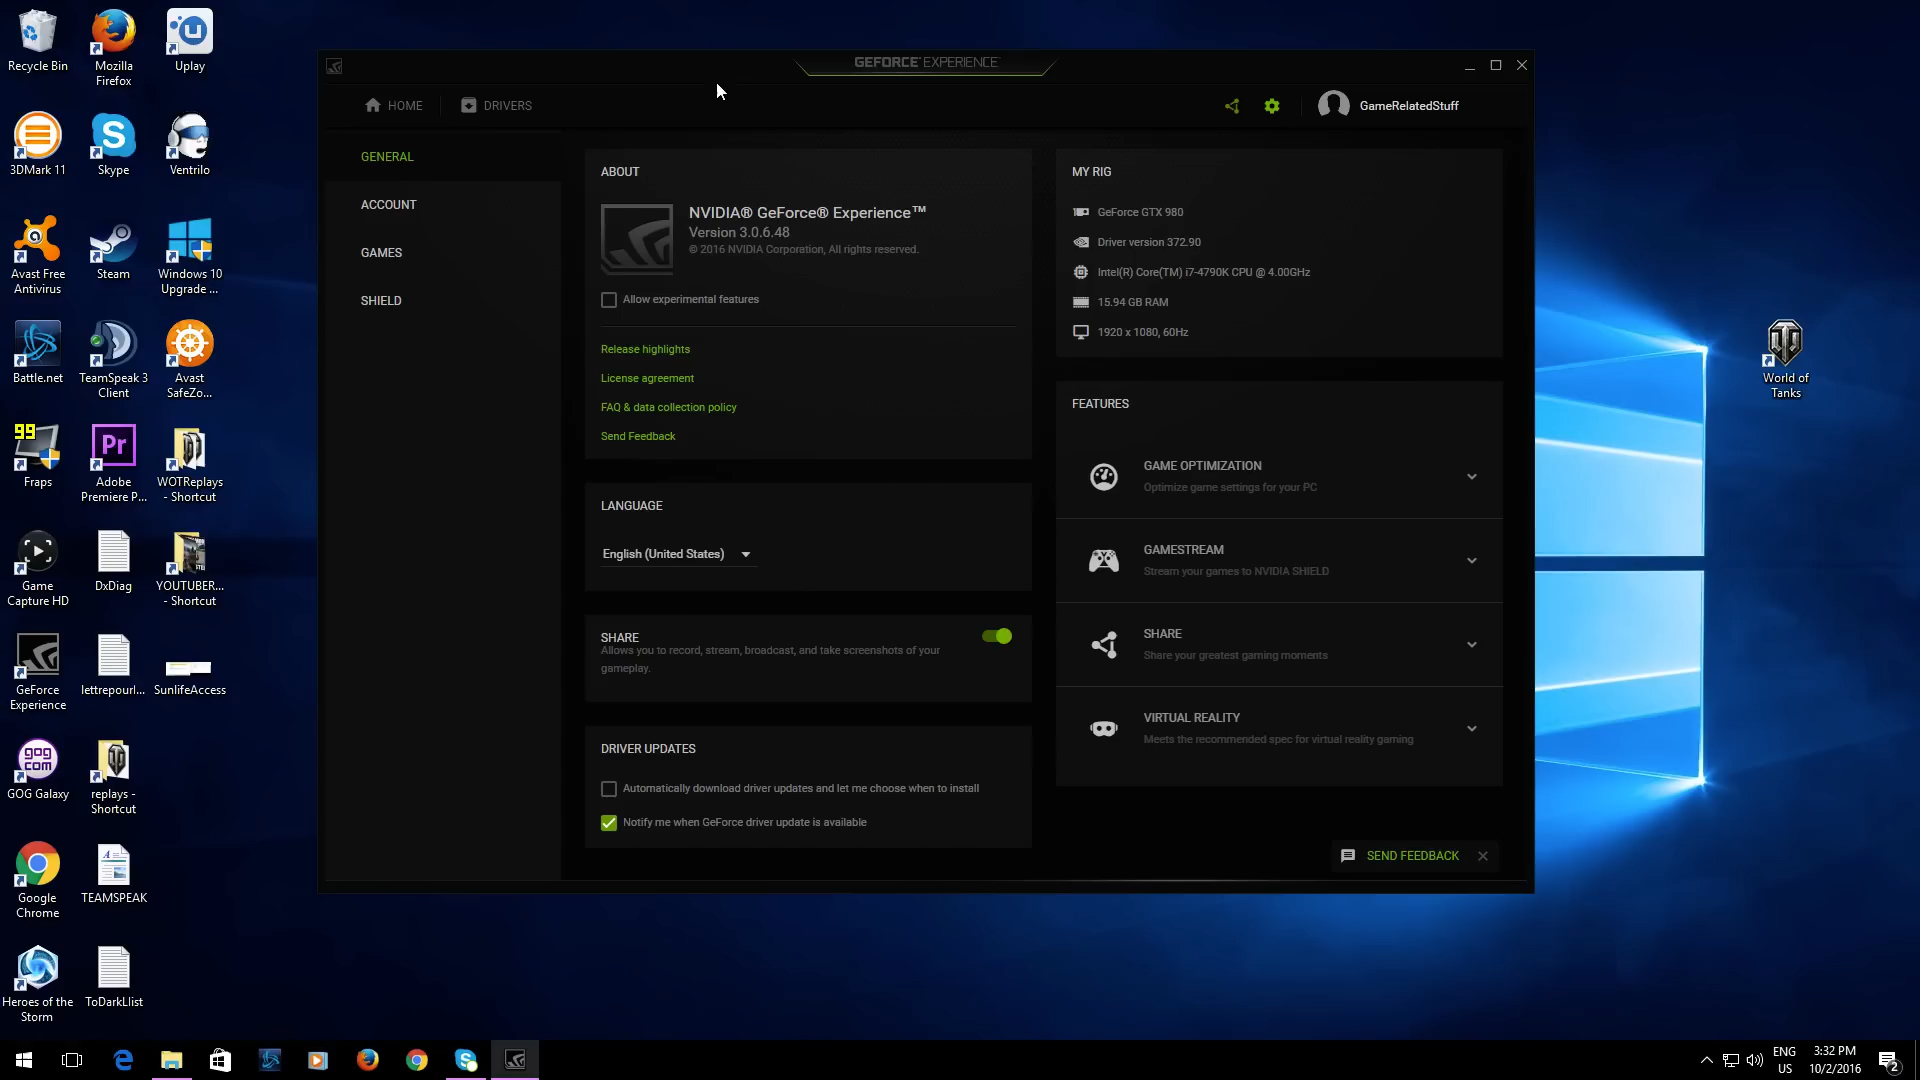 Recycle Bin
Mozilla
Firefox
Uplay
3DMark 11
Skype
Ventrilo
Avast Free
Antivirus
Steam
Windows 10
Upgrade ...
Battle.net
TeamSpeak 3
Client
Avast
SafeZo...
99
Fraps
Pr
Adobe
Premiere P...
WOTReplays
- Shortcut
Game
Capture HD
DxDiag
YOUTUBER...
- Shortcut
GeForce
Experience
lettrepourl...
SunlifeAccess
gog
com
GOG Galaxy
replays -
Shortcut
Google
Chrome
TEAMSPEAK
Heroes of the
Storm
ToDarkLlist
GEFORCE® EXPERIENCE™
HOME
DRIVERS
GameRelatedStuff
GENERAL
ACCOUNT
GAMES
SHIELD
ABOUT
NVIDIA® GeForce® Experience™
Version 3.0.6.48
© 2016 NVIDIA Corporation, All rights reserved.
Allow experimental features
Release highlights
License agreement
FAQ & data collection policy
Send Feedback
LANGUAGE
English (United States)
SHARE
Allows you to record, stream, broadcast, and take screenshots of your
gameplay.
DRIVER UPDATES
Automatically download driver updates and let me choose when to install
Notify me when GeForce driver update is available
MY RIG
GeForce GTX 980
Driver version 372.90
Intel(R) Core(TM) i7-4790K CPU @ 4.00GHz
15.94 GB RAM
1920 x 1080, 60Hz
FEATURES
GAME OPTIMIZATION
Optimize game settings for your PC
GAMESTREAM
Stream your games to NVIDIA SHIELD
SHARE
Share your greatest gaming moments
VIRTUAL REALITY
Meets the recommended spec for virtual reality gaming
SEND FEEDBACK
World of
Tanks
ENG
US
3:32 PM
10/2/2016
2